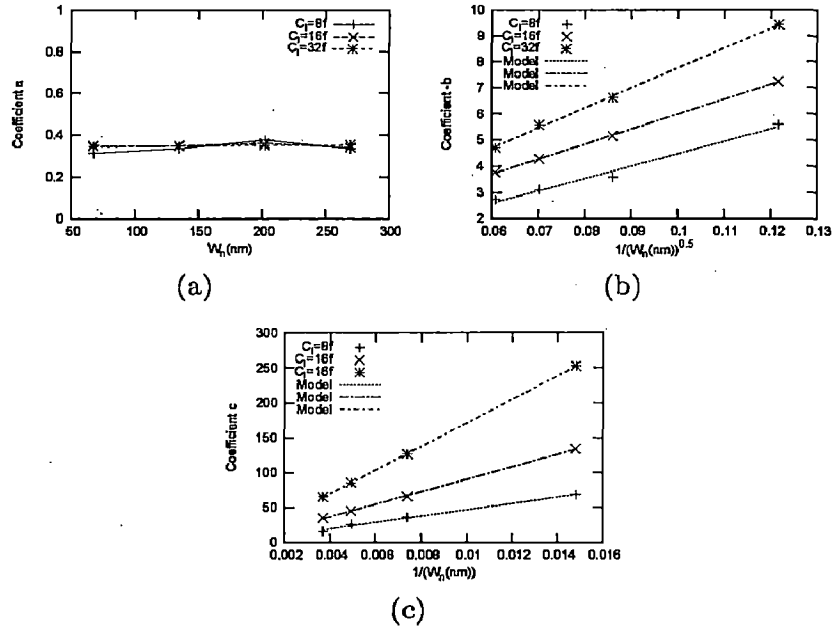 C_l=8f
C_l=16f
C_l=32f
Coefficient a
1
0.8
0.6
0.4
0.2
0
50 100 150 200 250 300
W_n(nm)
(a)
C_l=8f
C_l=16f
C_l=32f
Model
Model
Model
Coefficient -b
10
9
8
7
6
5
4
3
2
0.06 0.07 0.08 0.09 0.1 0.11 0.12 0.13
1/(W_n(nm))^0.5
(b)
C_l=8f
C_l=16f
C_l=16f
Model
Model
Model
Coefficient c
300
250
200
150
100
50
0
0.002 0.004 0.006 0.008 0.01 0.012 0.014 0.016
1/(W_n(nm))
(c)